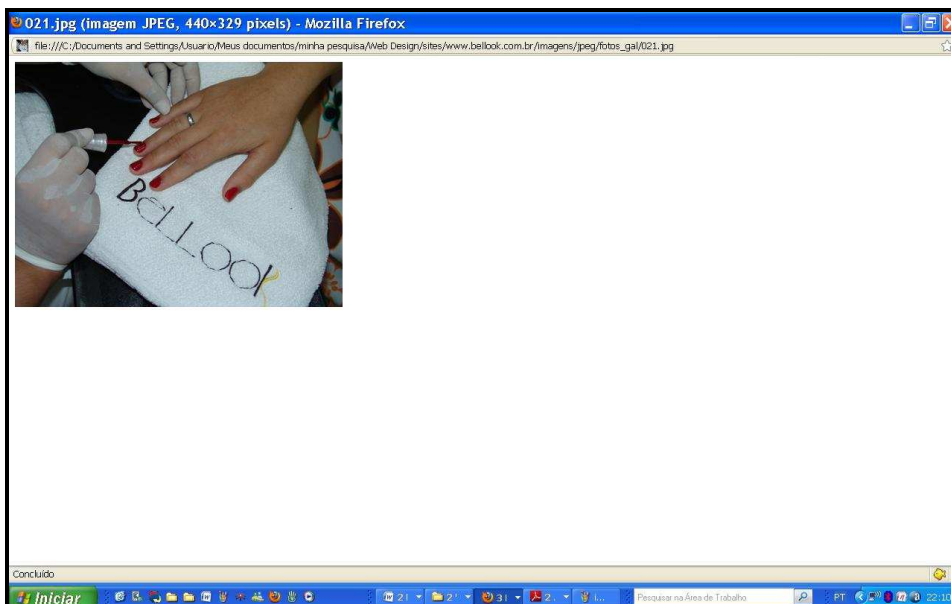 021.jpg (imagem JPEG, 440×329 pixels) - Mozilla Firefox
file:///C:/Documents and Settings/Usuario/Meus documentos/minha pesquisa/Web Design/sites/www.bellook.com.br/imagens/jpeg/fotos_gal/021.jpg
BELLOOK
Concluído
Iniciar
Pesquisar na Área de Trabalho
PT